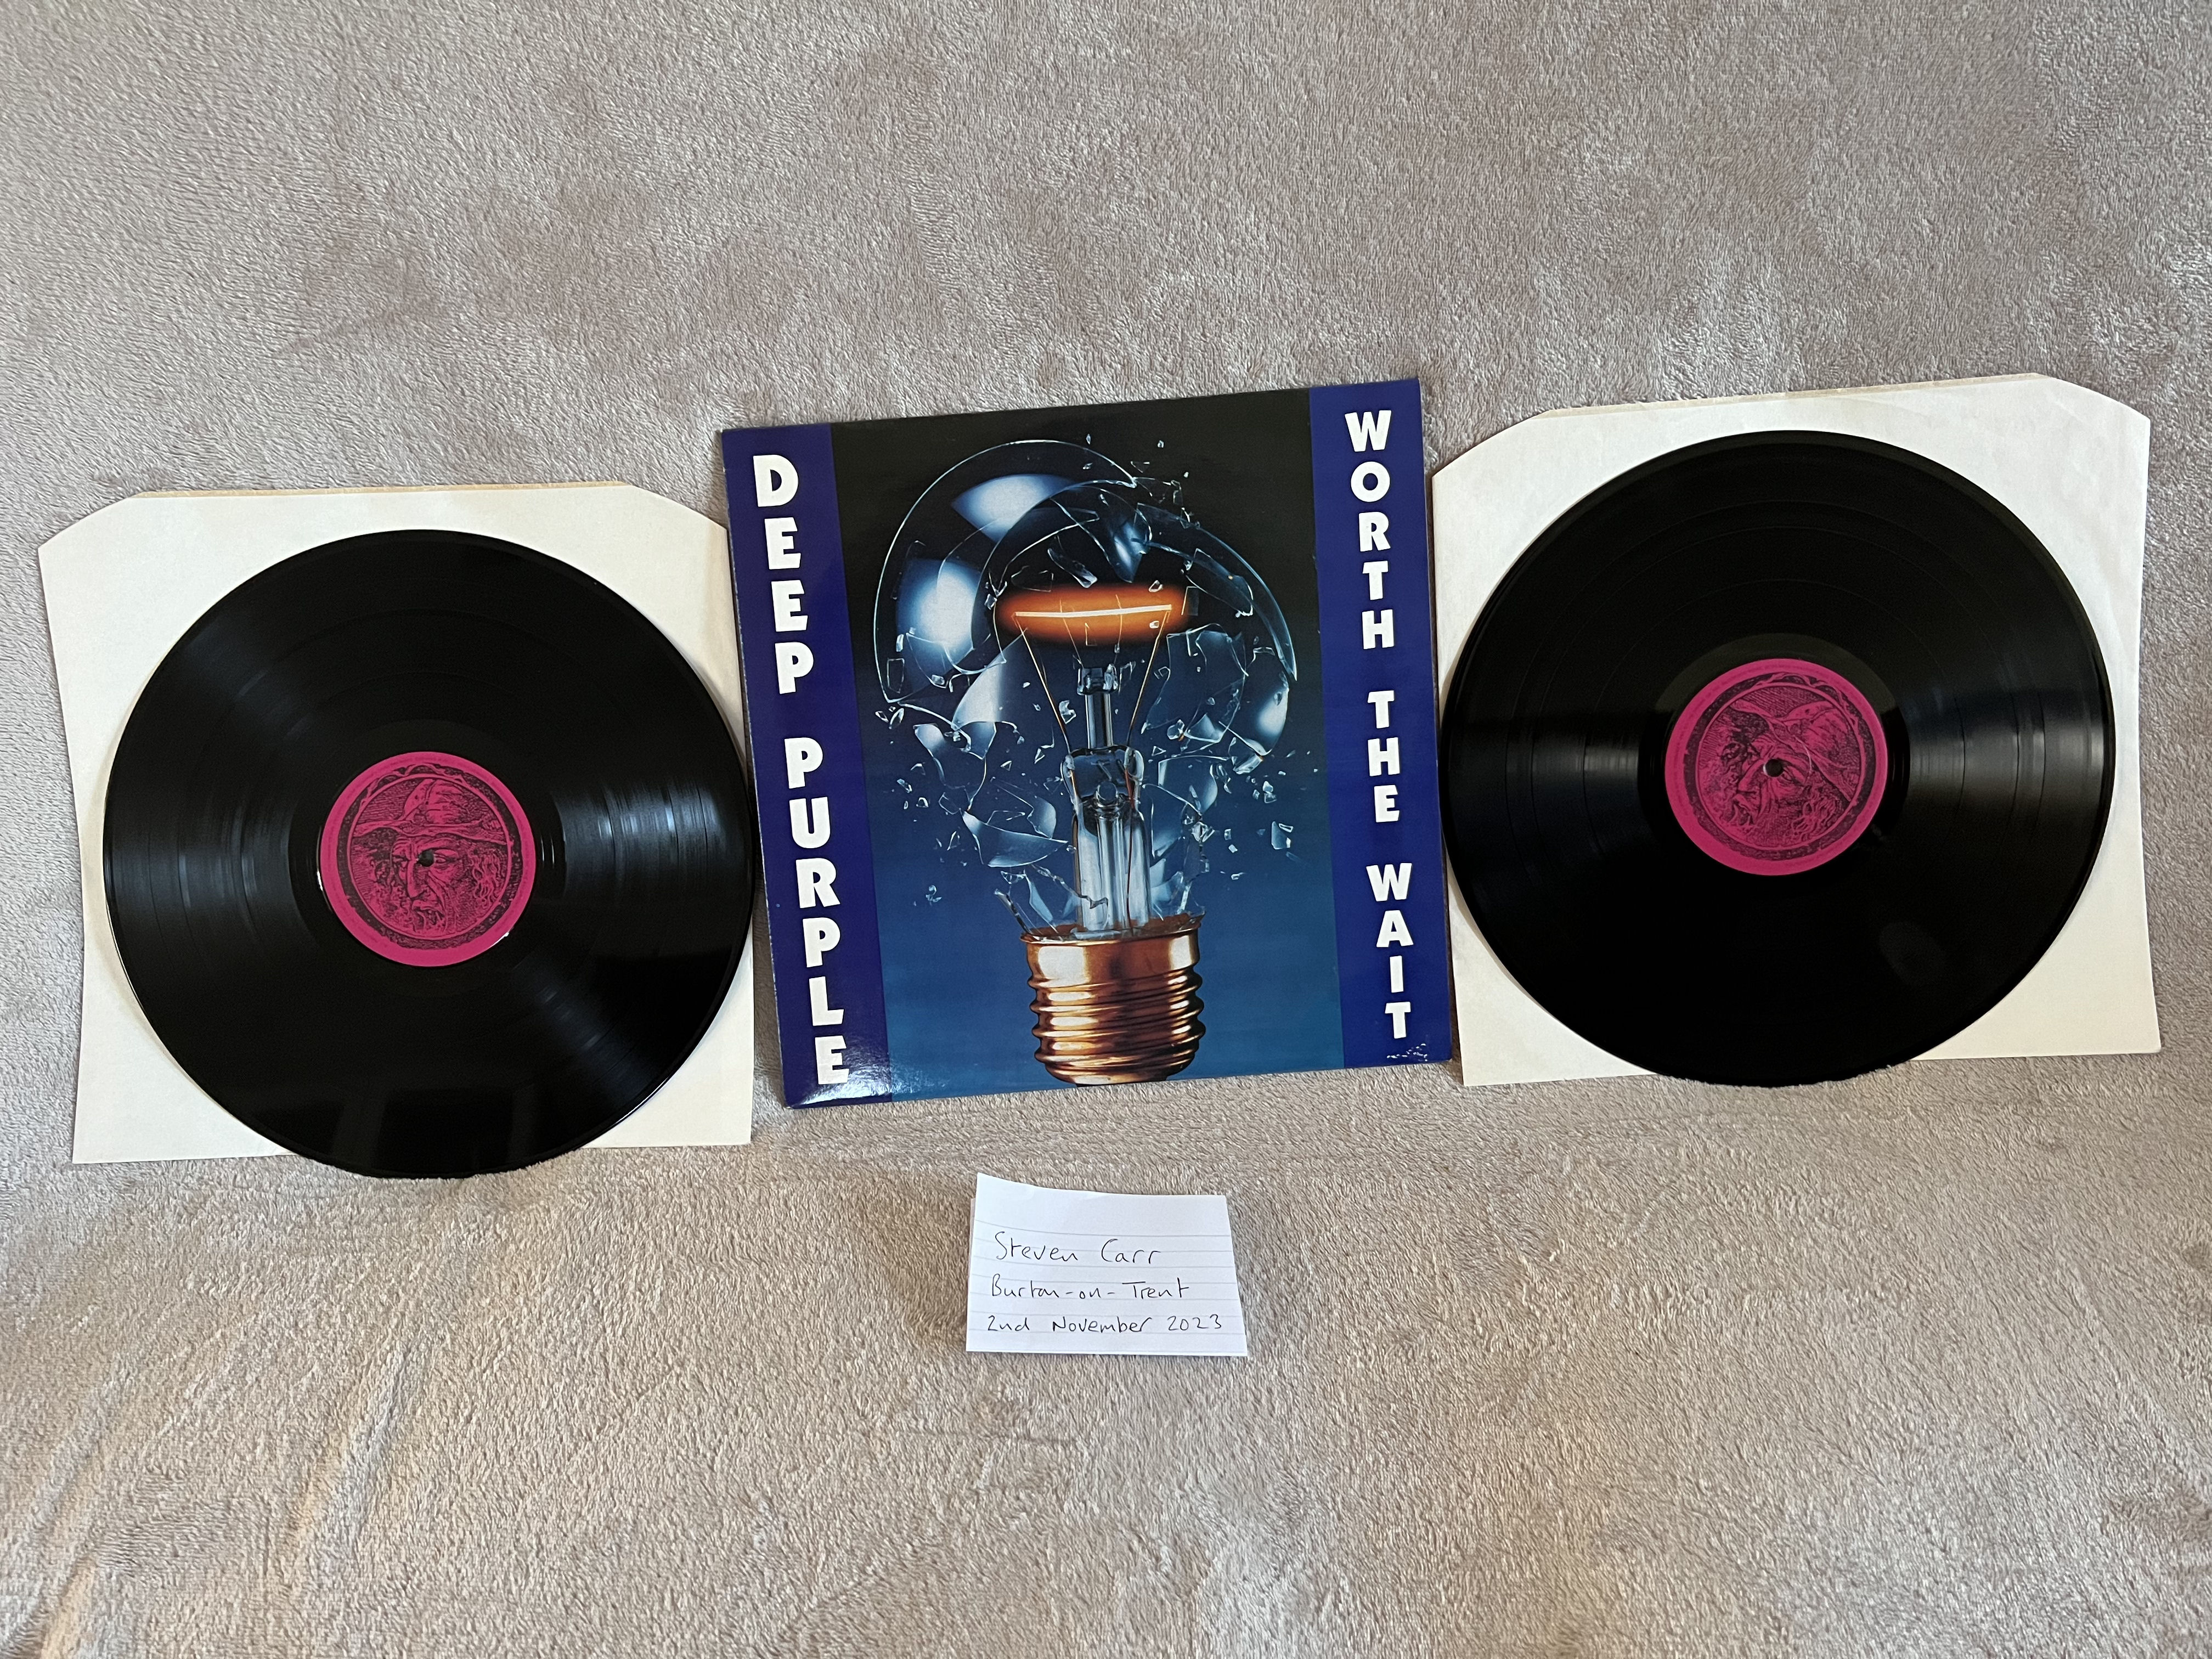 DEEP PURPLE
WORTH THE WAIT
Steven Carr
Burton-on-Trent
2nd November 2023